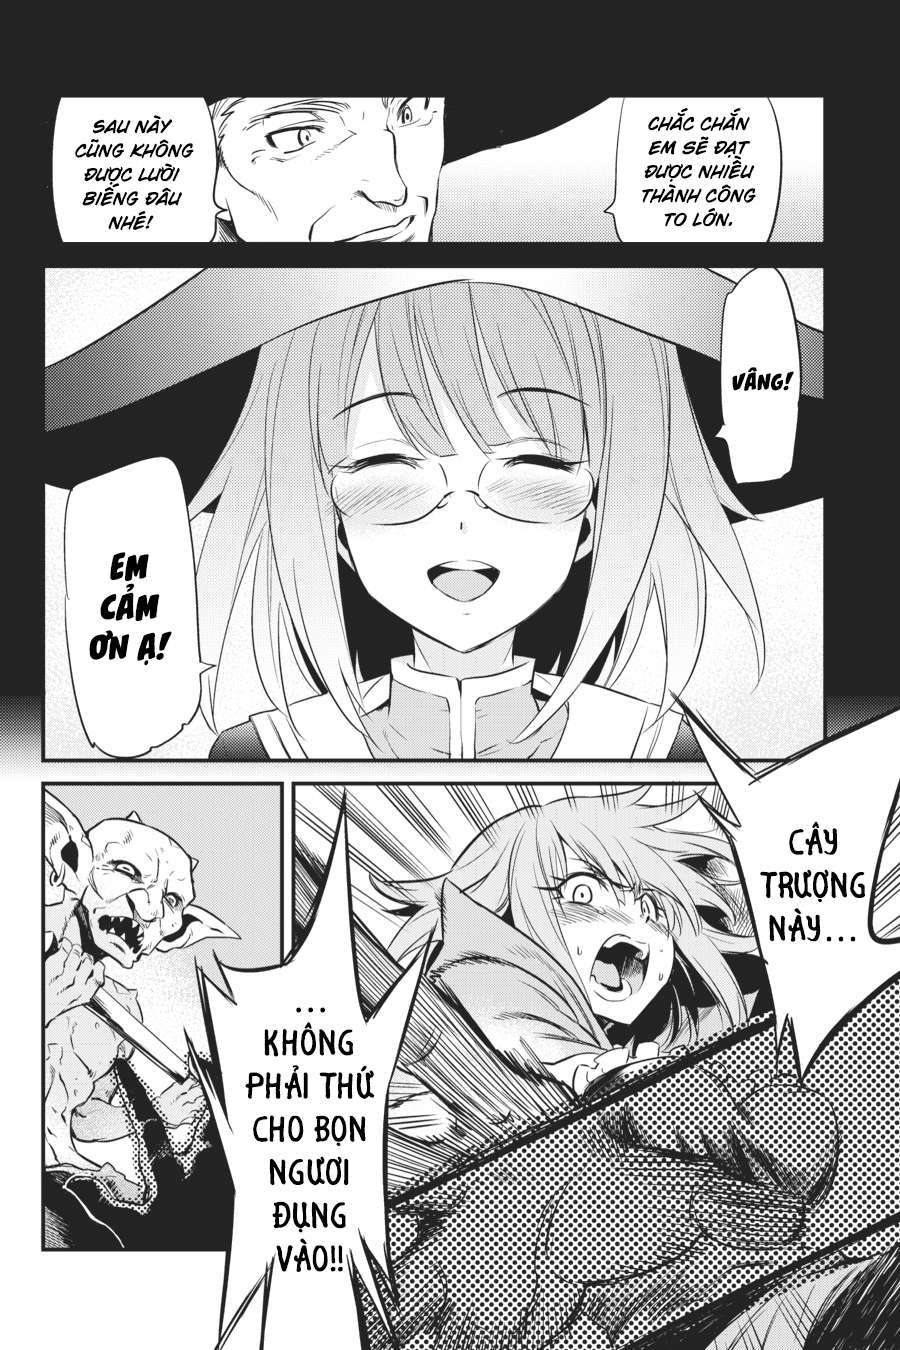 CHẮC CHẮN
EM SẼ ĐẠT
ĐƯỢC NHIỀU
THÀNH CÔNG
TO LỚN.
SAU NÀY
CŨNG KHÔNG
ĐƯỢC LƯỜI
BIẾNG ĐÂU
NHÉ!
VÂNG!
EM
CẢM
ƠN Ạ!
CÂY
TRƯỢNG
NÀY...
...
KHÔNG
PHẢI THỨ
CHO BỌN
NGƯƠI
ĐỤNG
VÀO!!